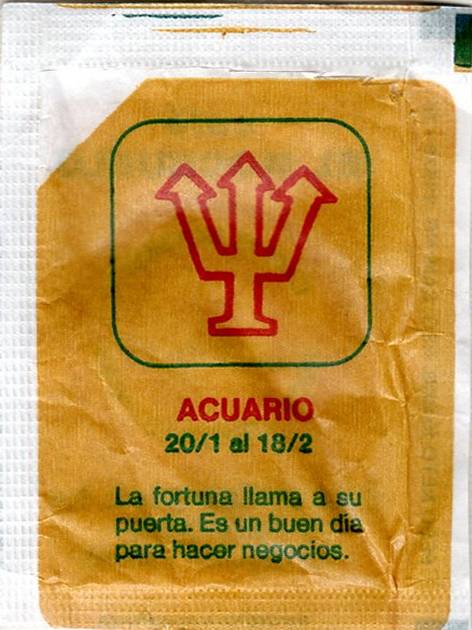 ACUARIO
20/1 al 18/2
La fortuna llama a su
puerta. Es un buen día
para hacer negocios.